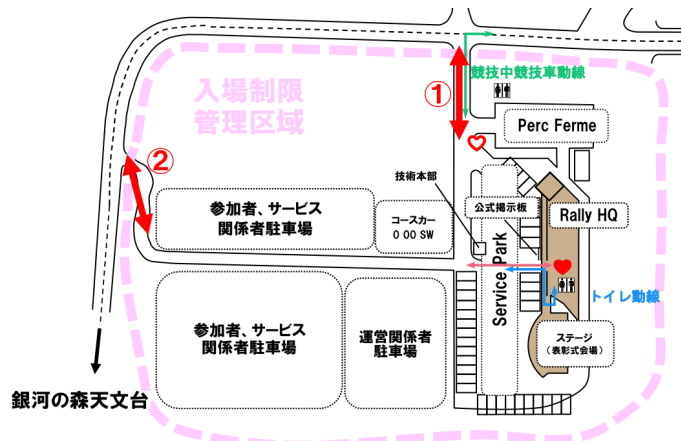 入場制限
管理区域
①
競技中競技車動線
Perc Ferme
②
技術本部
公式掲示板
Rally HQ
参加者、サービス
関係者駐車場
コースカー
0 00 SW
Service Park
トイレ動線
参加者、サービス
関係者駐車場
運営関係者
駐車場
ステージ
(表彰式会場)
銀河の森天文台